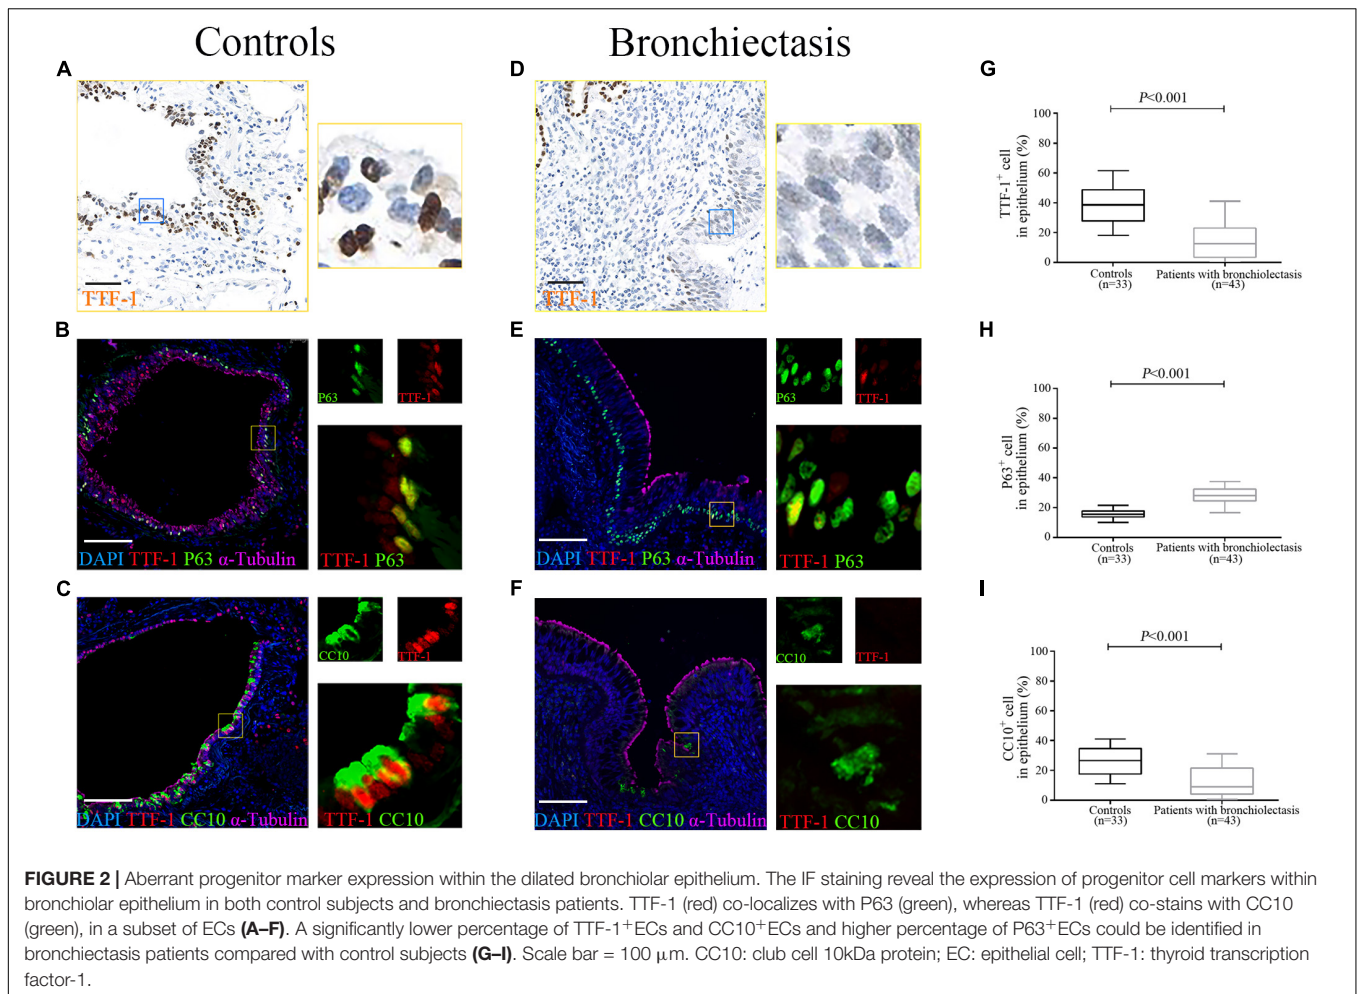 Controls
Bronchiectasis
A
TTF-1
D
TTF-1
G
P<0.001
TTF-1+ cell
in epithelium (%)
100
80
60
40
20
0
Controls
(n=33)
Patients with bronchiolectasis
(n=43)
B
DAPI TTF-1 P63 α-Tubulin
P63
TTF-1
TTF-1 P63
E
DAPI TTF-1 P63 α-Tubulin
P63
TTF-1
TTF-1 P63
H
P<0.001
P63+ cell
in epithelium (%)
100
80
60
40
20
0
Controls
(n=33)
Patients with bronchiolectasis
(n=43)
C
DAPI TTF-1 CC10 α-Tubulin
CC10
TTF-1
TTF-1 CC10
F
DAPI TTF-1 CC10 α-Tubulin
CC10
TTF-1
TTF-1 CC10
I
P<0.001
CC10+ cell
in epithelium (%)
100
80
60
40
20
0
Controls
(n=33)
Patients with bronchiolectasis
(n=43)
FIGURE 2 | Aberrant progenitor marker expression within the dilated bronchiolar epithelium. The IF staining reveal the expression of progenitor cell markers within
bronchiolar epithelium in both control subjects and bronchiectasis patients. TTF-1 (red) co-localizes with P63 (green), whereas TTF-1 (red) co-stains with CC10
(green), in a subset of ECs (A–F). A significantly lower percentage of TTF-1+ECs and CC10+ECs and higher percentage of P63+ECs could be identified in
bronchiectasis patients compared with control subjects (G–I). Scale bar = 100 μm. CC10: club cell 10kDa protein; EC: epithelial cell; TTF-1: thyroid transcription
factor-1.